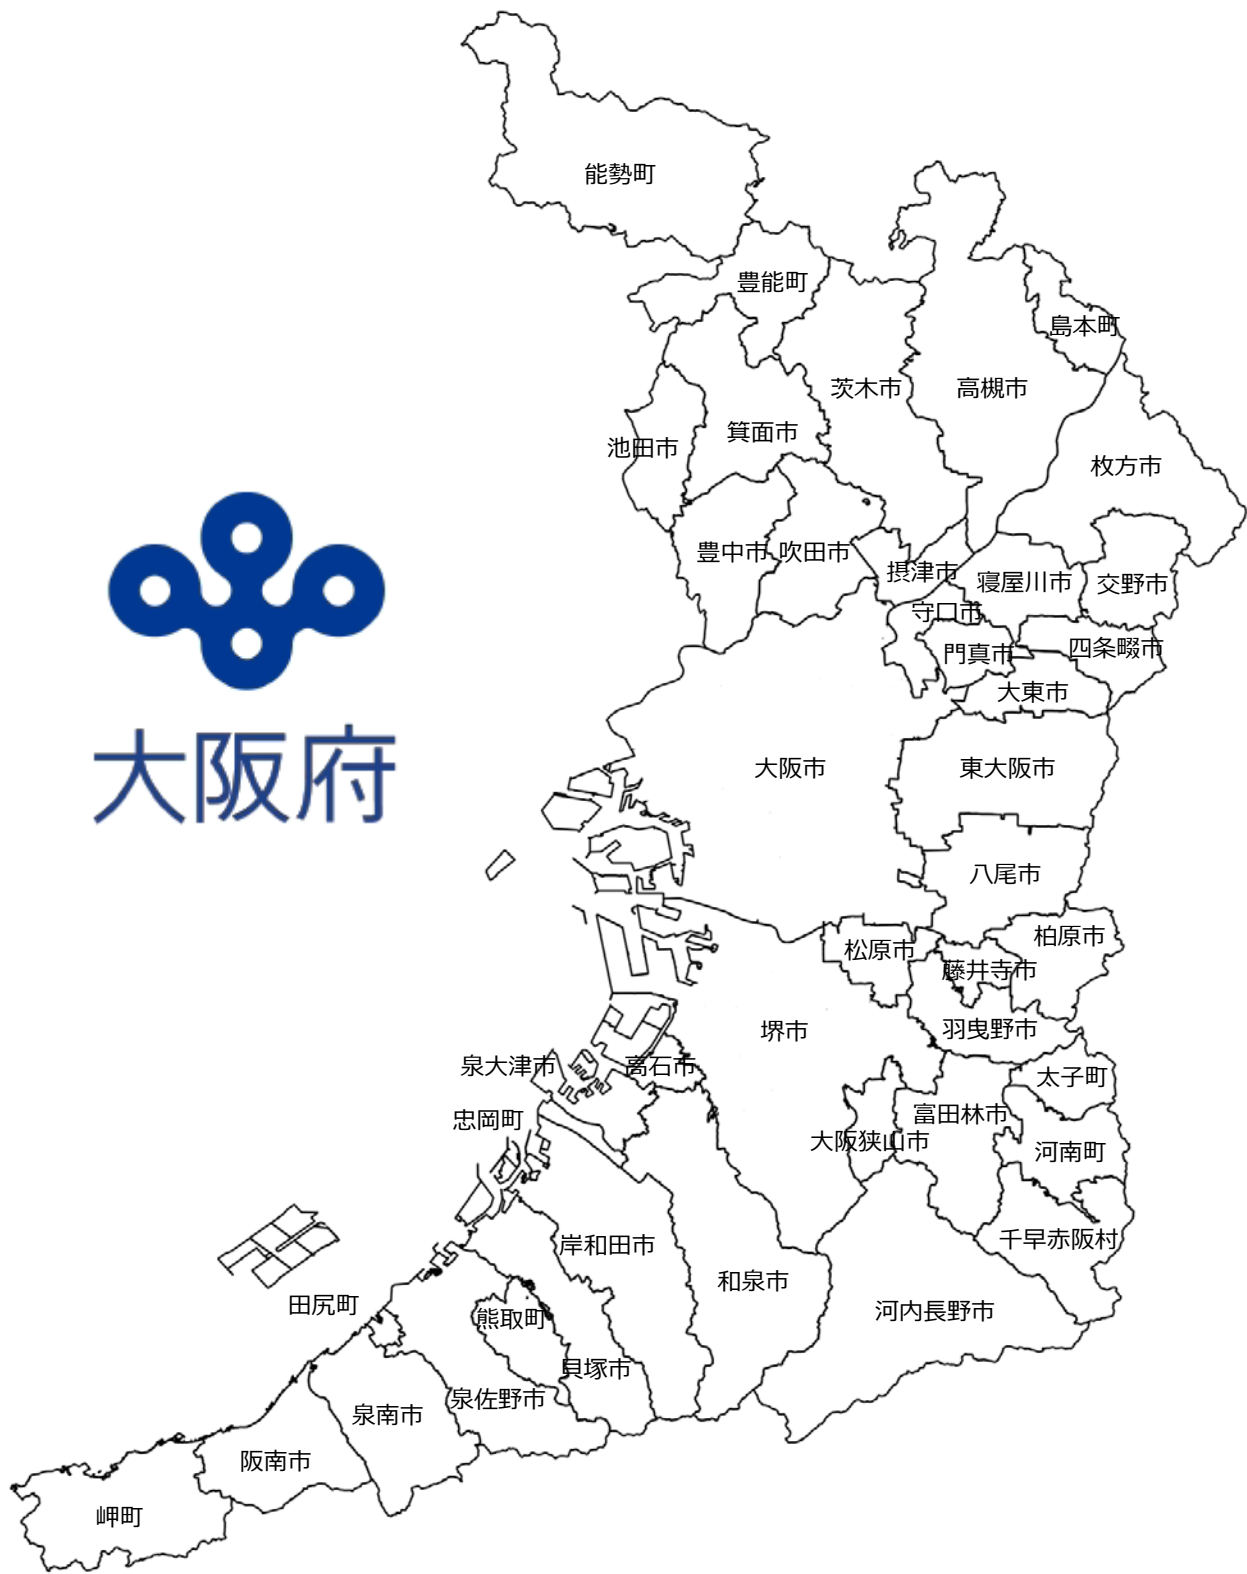 能勢町
豊能町
島本町
茨木市
高槻市
箕面市
池田市
枚方市
豊中市
吹田市
摂津市
寝屋川市
交野市
守口市
門真市
四条畷市
大東市
大阪府
大阪市
東大阪市
八尾市
柏原市
松原市
藤井寺市
堺市
羽曳野市
泉大津市
高石市
太子町
忠岡町
富田林市
大阪狭山市
河南町
岸和田市
千早赤阪村
和泉市
田尻町
熊取町
河内長野市
貝塚市
泉佐野市
泉南市
阪南市
岬町